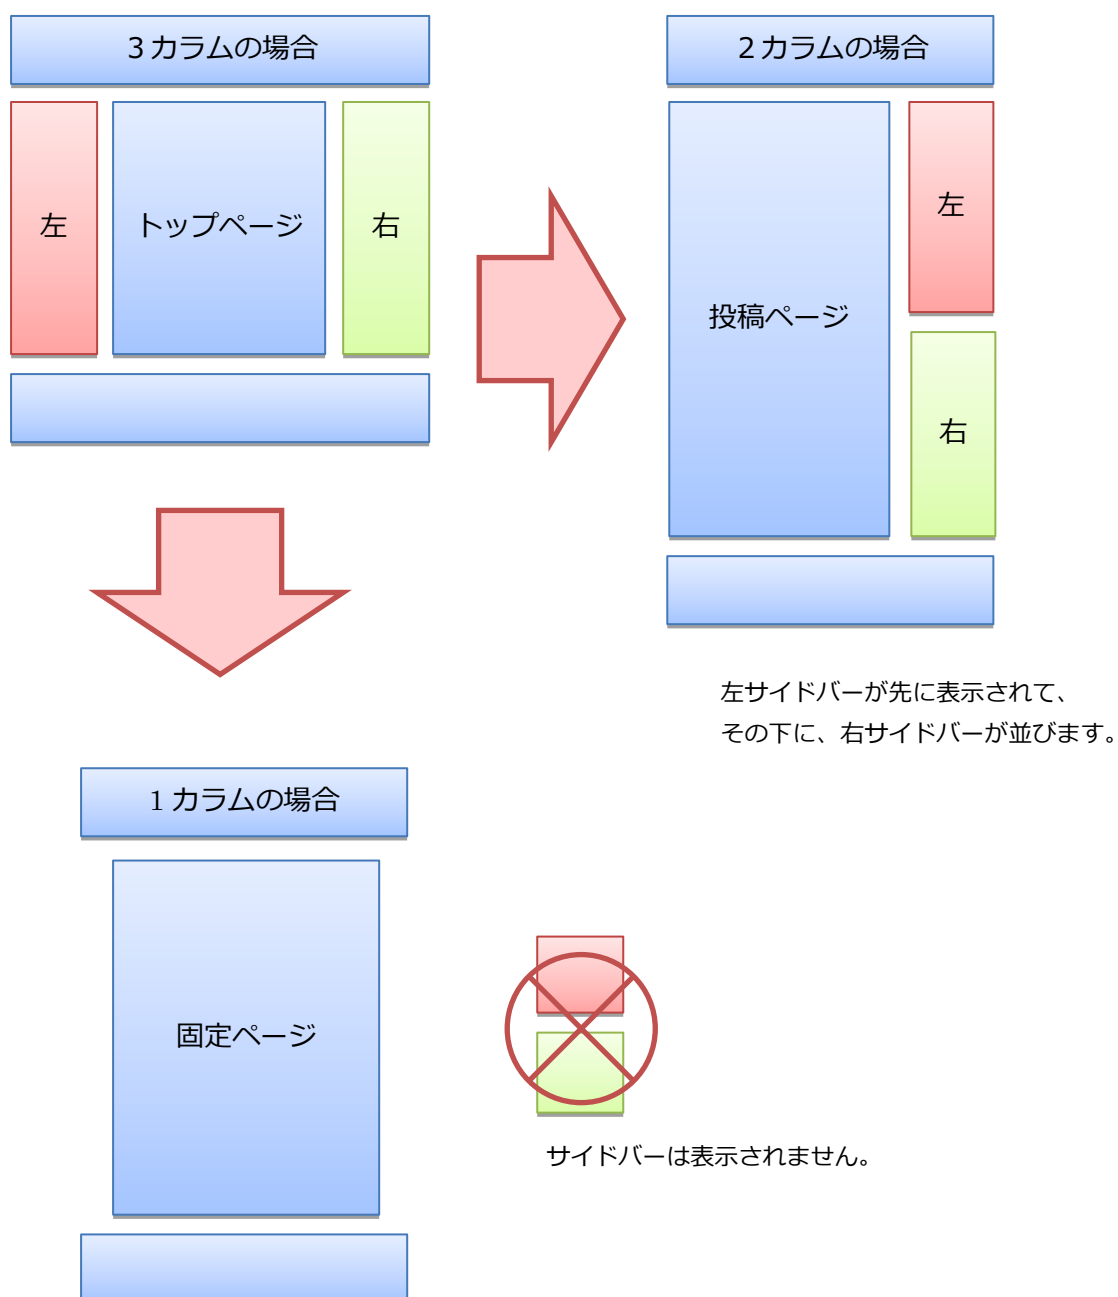 ３カラムの場合
左
トップページ
右
２カラムの場合
投稿ページ
左
右
左サイドバーが先に表示されて、
その下に、右サイドバーが並びます。
1 カラムの場合
固定ページ
サイドバーは表示されません。